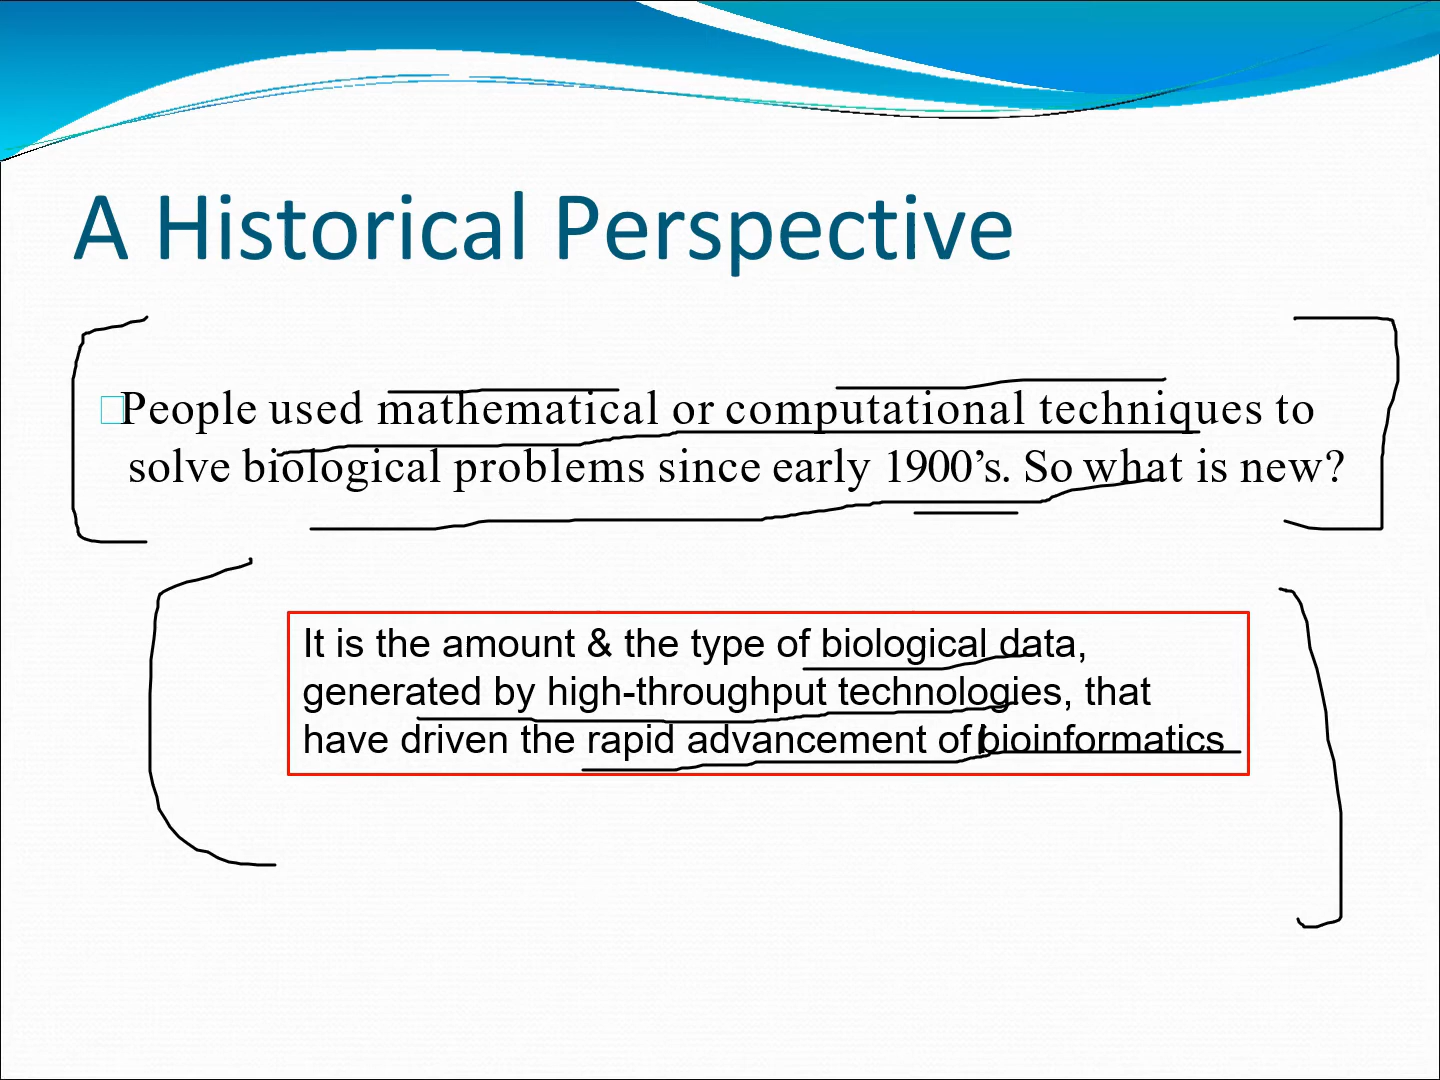 A Historical Perspective
People used mathematical or computational techniques to
solve biological problems since early 1900’s. So what is new?
It is the amount & the type of biological data,
generated by high-throughput technologies, that
have driven the rapid advancement of bioinformatics